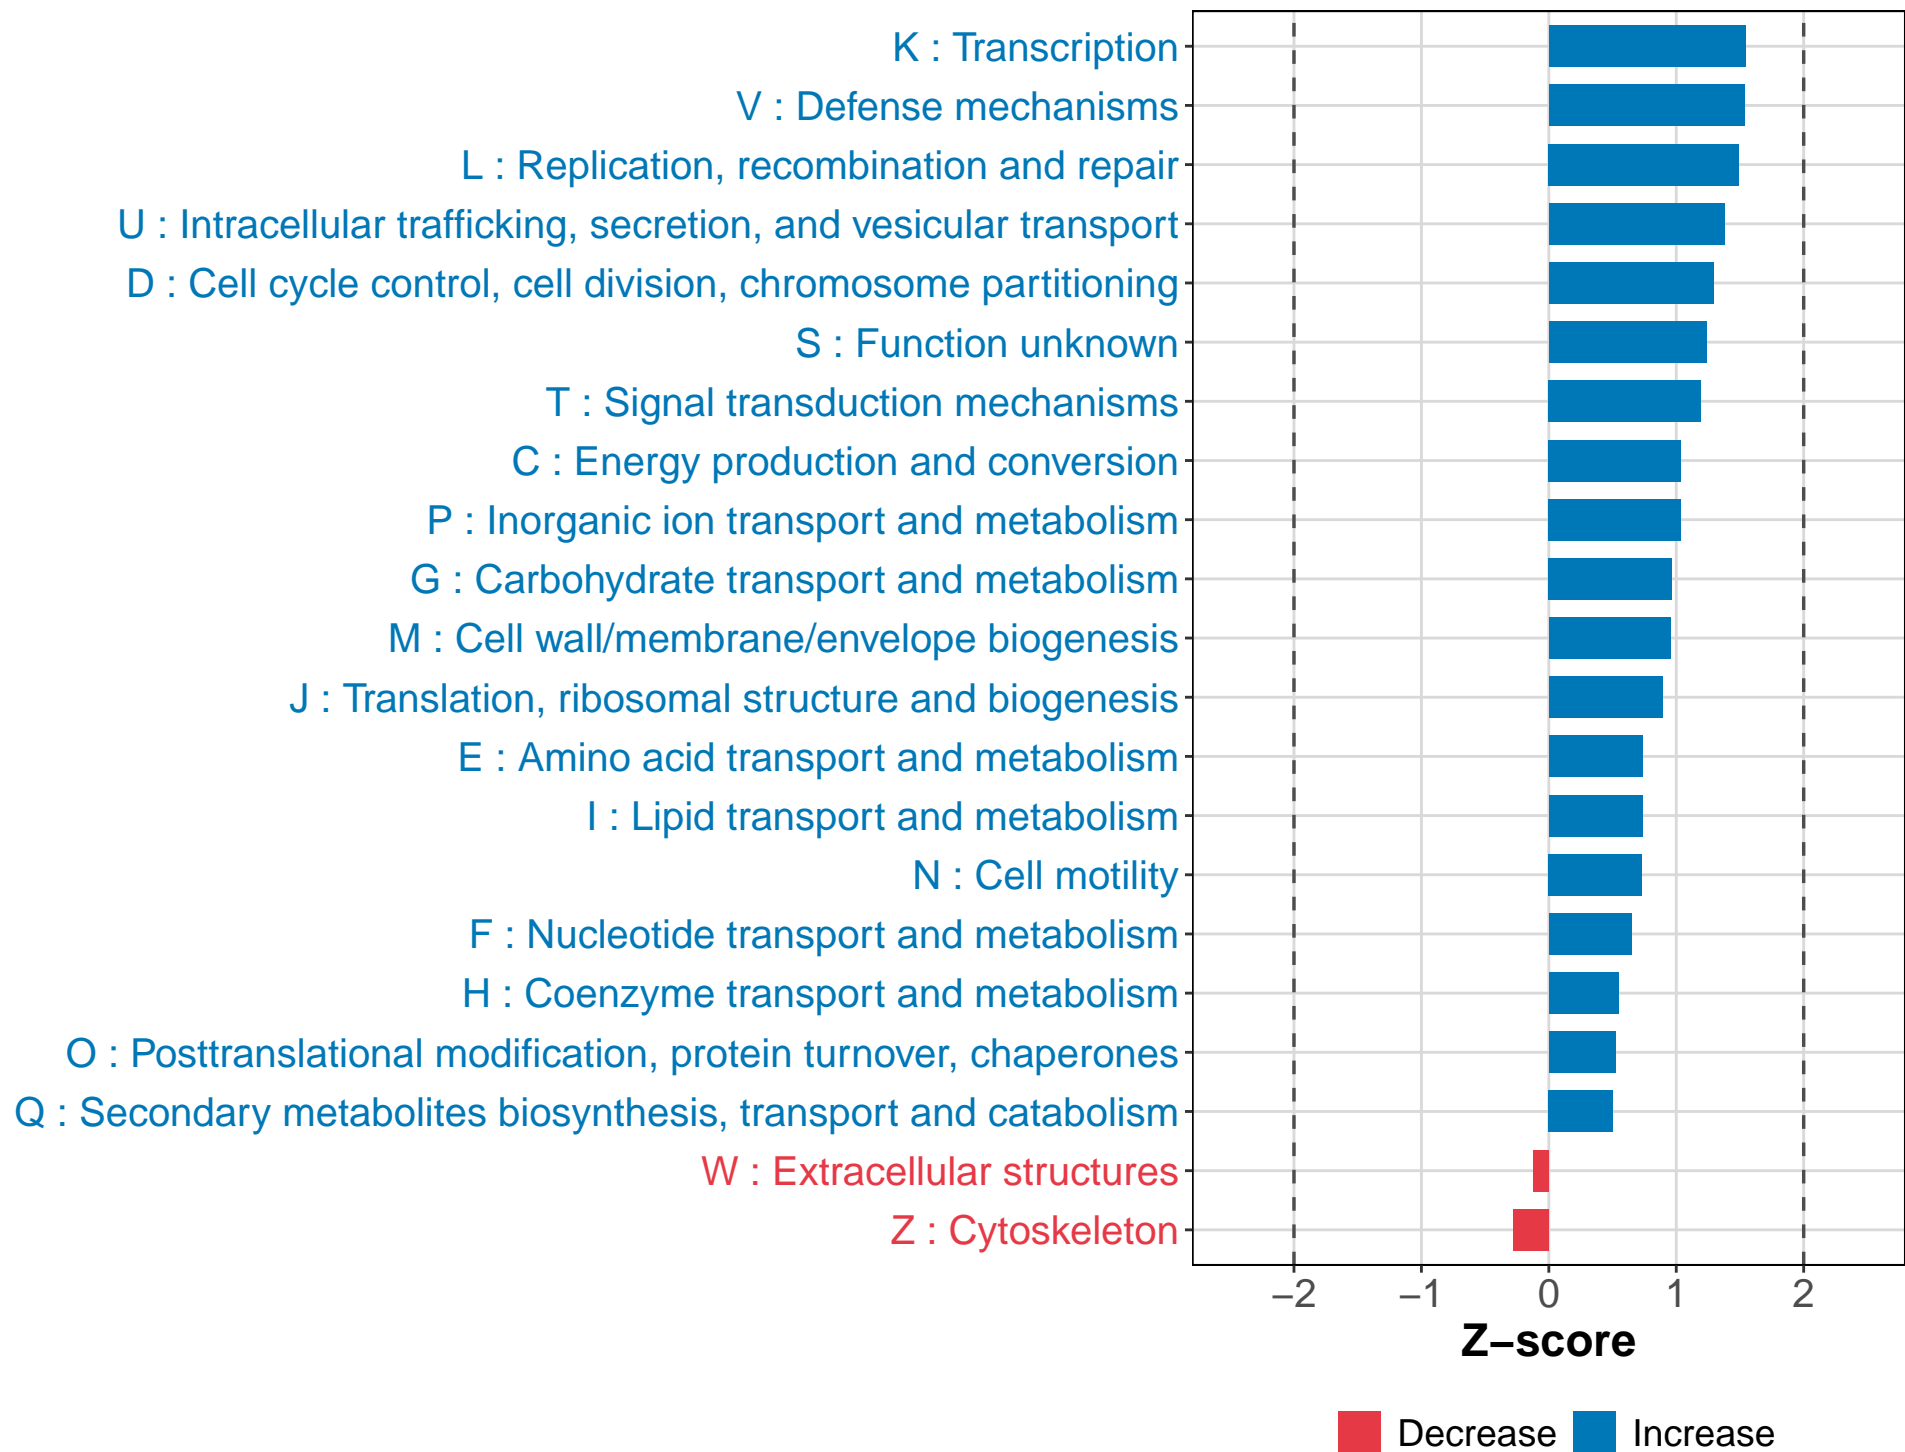 K : Transcription
V : Defense mechanisms
L : Replication, recombination and repair
U : Intracellular trafficking, secretion, and vesicular transport
D : Cell cycle control, cell division, chromosome partitioning
S : Function unknown
T : Signal transduction mechanisms
C : Energy production and conversion
P : Inorganic ion transport and metabolism
G : Carbohydrate transport and metabolism
M : Cell wall/membrane/envelope biogenesis
J : Translation, ribosomal structure and biogenesis
E : Amino acid transport and metabolism
I : Lipid transport and metabolism
N : Cell motility
F : Nucleotide transport and metabolism
H : Coenzyme transport and metabolism
O : Posttranslational modification, protein turnover, chaperones
Q : Secondary metabolites biosynthesis, transport and catabolism
W : Extracellular structures
Z : Cytoskeleton
−2 −1 0 1 2
Z−score
Decrease Increase